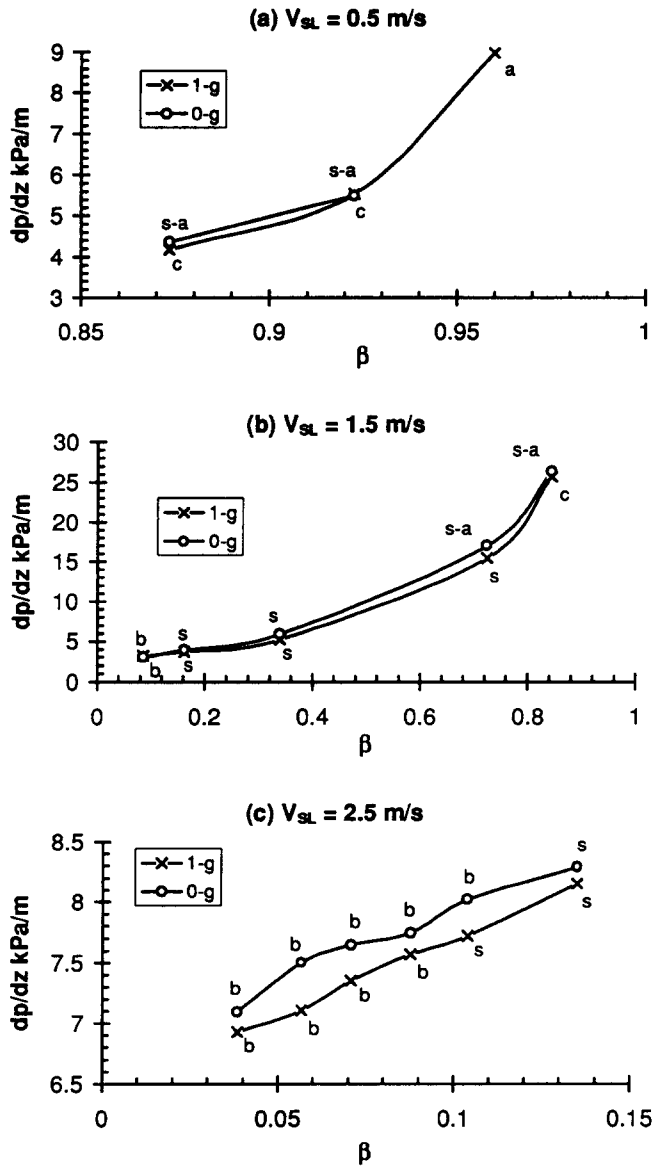 (a) V_SL = 0.5 m/s
dp/dz kPa/m
9
8
7
6
5
4
3
1-g
0-g
a
s-a
c
s-a
c
0.85 0.9 0.95 1
β
(b) V_SL = 1.5 m/s
dp/dz kPa/m
30
25
20
15
10
5
0
1-g
0-g
s-a
c
s-a
s
s
s
b s
b s
0 0.2 0.4 0.6 0.8 1
β
(c) V_SL = 2.5 m/s
dp/dz kPa/m
8.5
8
7.5
7
6.5
1-g
0-g
b b b b b s
b b b b s s
0 0.05 0.1 0.15
β